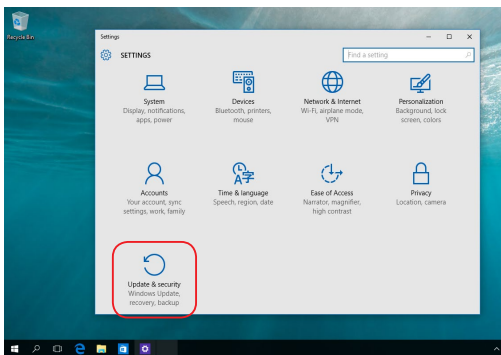 Recycle Bin
Settings
SETTINGS
Find a setting
System
Display, notifications,
apps, power
Devices
Bluetooth, printers,
mouse
Network & Internet
Wi-Fi, airplane mode,
VPN
Personalization
Background, lock
screen, colors
Accounts
Your account, sync
settings, work, family
Time & language
Speech, region, date
Ease of Access
Narrator, magnifier,
high contrast
Privacy
Location, camera
Update & security
Windows Update,
recovery, backup